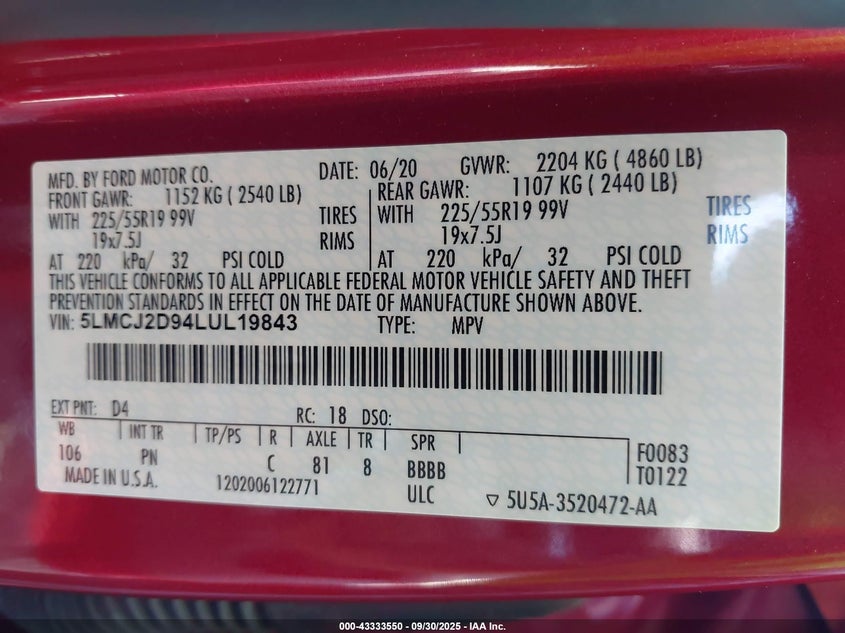 MFD. BY FORD MOTOR CO. DATE: 06/20 GVWR: 2204 KG ( 4860 LB)
FRONT GAWR: 1152 KG ( 2540 LB) REAR GAWR: 1107 KG ( 2440 LB)
WITH 225/55R19 99V TIRES WITH 225/55R19 99V TIRES
19x7.5J RIMS 19x7.5J RIMS
AT 220 kPa/ 32 PSI COLD AT 220 kPa/ 32 PSI COLD
THIS VEHICLE CONFORMS TO ALL APPLICABLE FEDERAL MOTOR VEHICLE SAFETY AND THEFT
PREVENTION STANDARDS IN EFFECT ON THE DATE OF MANUFACTURE SHOWN ABOVE.
VIN: 5LMCJ2D94LUL19843 TYPE: MPV
EXT PNT: D4 RC: 18 DSO:
WB INT TR TP/PS R AXLE TR SPR F0083
106 PN C 81 8 BBBB T0122
MADE IN U.S.A. 1202006122771 ULC ▽ 5U5A-3520472-AA
000-43333550 - 09/30/2025 - IAA Inc.